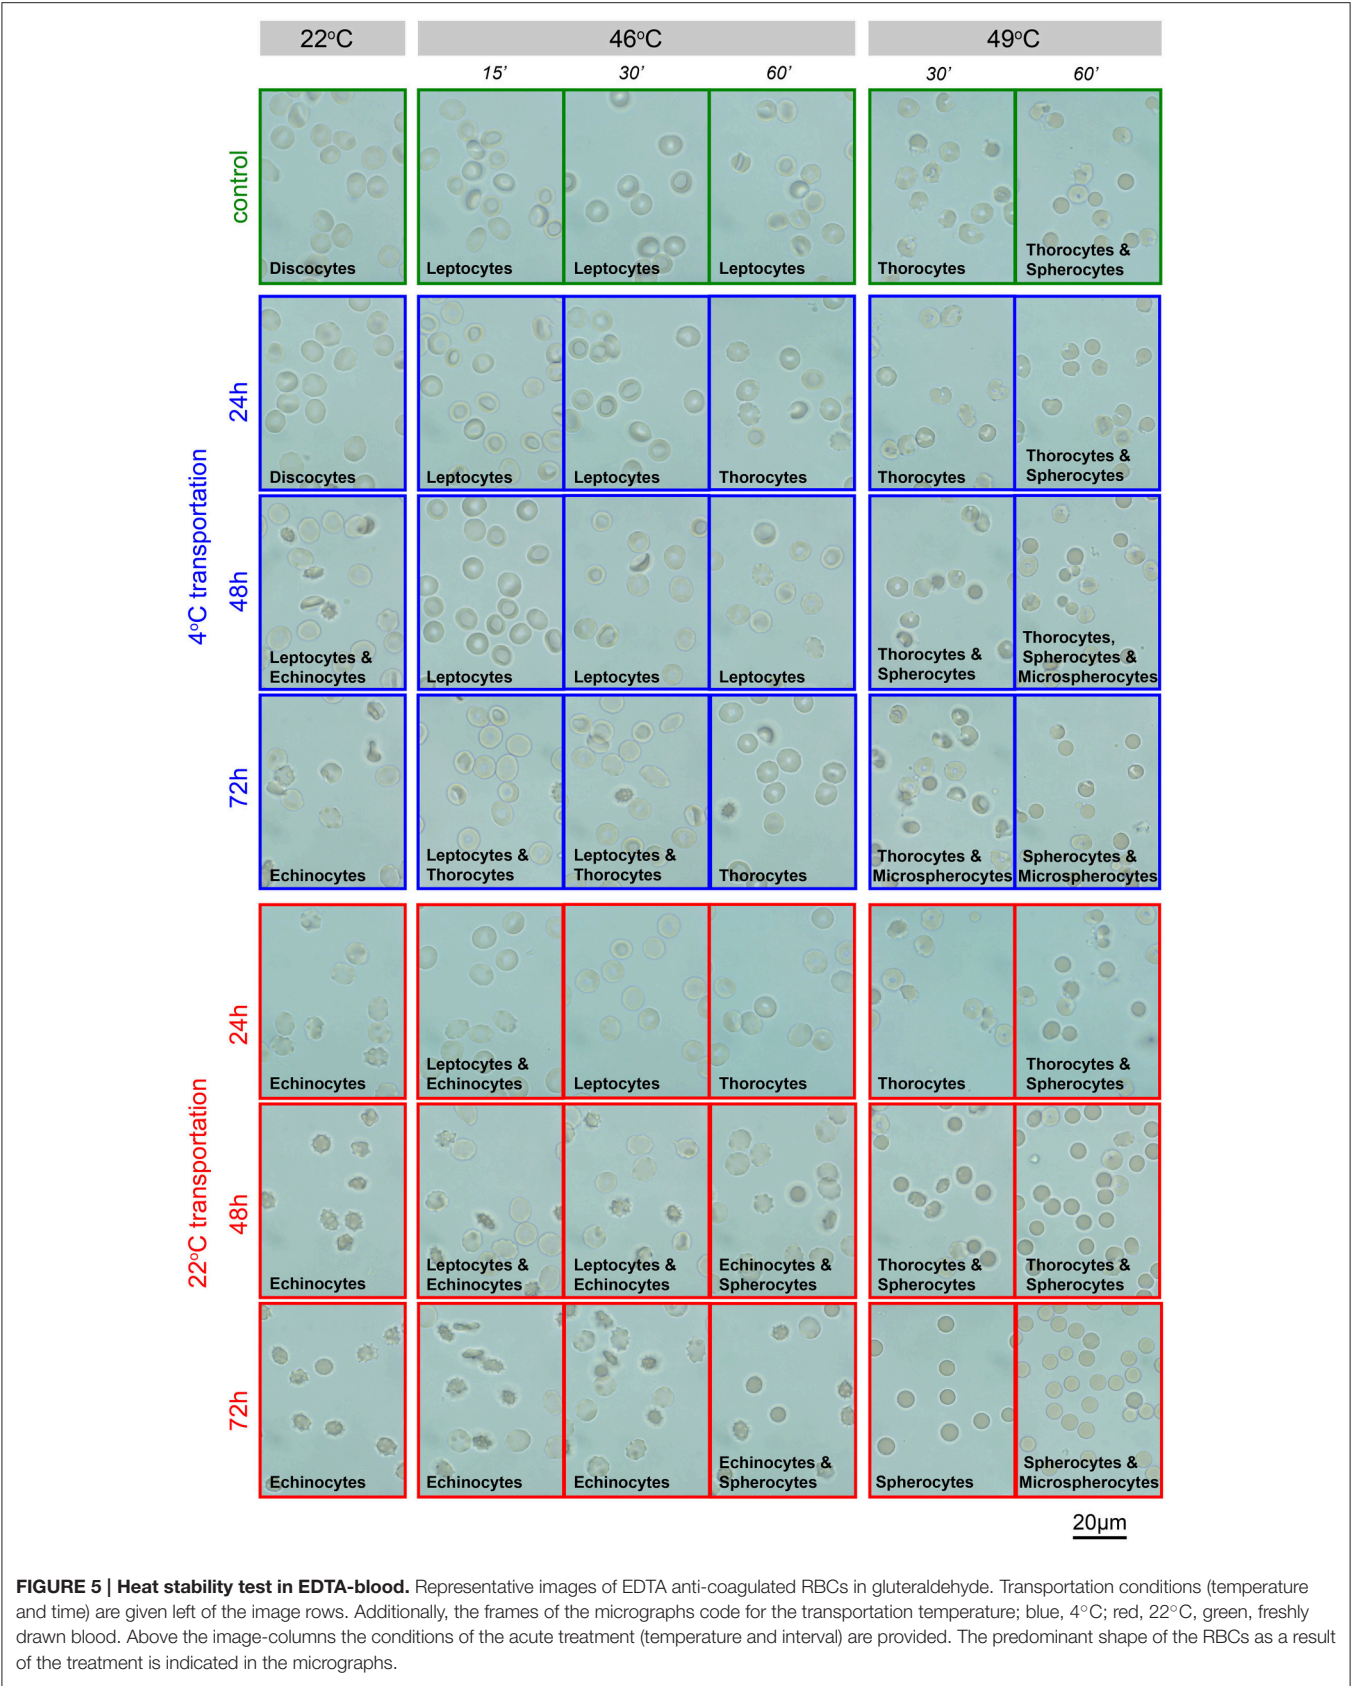 22°C 46°C 49°C
15’ 30’ 60’ 30’ 60’
control
Discocytes Leptocytes Leptocytes Leptocytes Thorocytes Thorocytes &
Spherocytes
4°C transportation
24h
Discocytes Leptocytes Leptocytes Thorocytes Thorocytes Thorocytes &
Spherocytes
48h
Leptocytes &
Echinocytes Leptocytes Leptocytes Leptocytes Thorocytes &
Spherocytes Thorocytes,
Spherocytes &
Microspherocytes
72h
Echinocytes Leptocytes &
Thorocytes Leptocytes &
Thorocytes Thorocytes Thorocytes &
Microspherocytes Spherocytes &
Microspherocytes
22°C transportation
24h
Echinocytes Leptocytes &
Echinocytes Leptocytes Thorocytes Thorocytes Thorocytes &
Spherocytes
48h
Echinocytes Leptocytes &
Echinocytes Leptocytes &
Echinocytes Echinocytes &
Spherocytes Thorocytes &
Spherocytes Thorocytes &
Spherocytes
72h
Echinocytes Echinocytes Echinocytes Echinocytes &
Spherocytes Spherocytes Spherocytes &
Microspherocytes
20µm
FIGURE 5 | Heat stability test in EDTA-blood. Representative images of EDTA anti-coagulated RBCs in gluteraldehyde. Transportation conditions (temperature
and time) are given left of the image rows. Additionally, the frames of the micrographs code for the transportation temperature; blue, 4°C; red, 22°C, green, freshly
drawn blood. Above the image-columns the conditions of the acute treatment (temperature and interval) are provided. The predominant shape of the RBCs as a result
of the treatment is indicated in the micrographs.